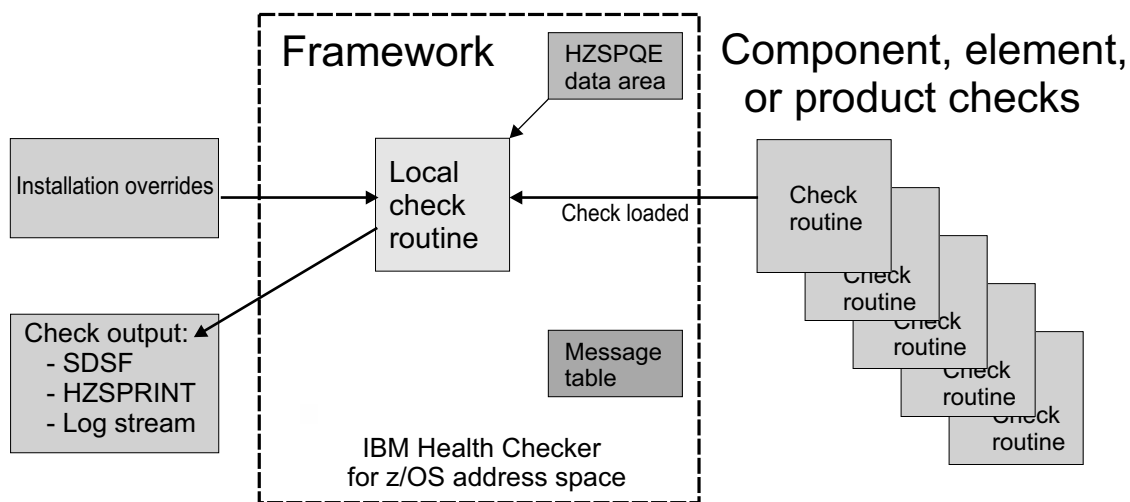 Framework
HZSPQE
data area
Component, element,
or product checks
Installation overrides
Local
check
routine
Check loaded
Check
routine
Check
routine
Check
routine
Check
routine
Check
routine
Check output:
- SDSF
- HZSPRINT
- Log stream
Message
table
IBM Health Checker
for z/OS address space